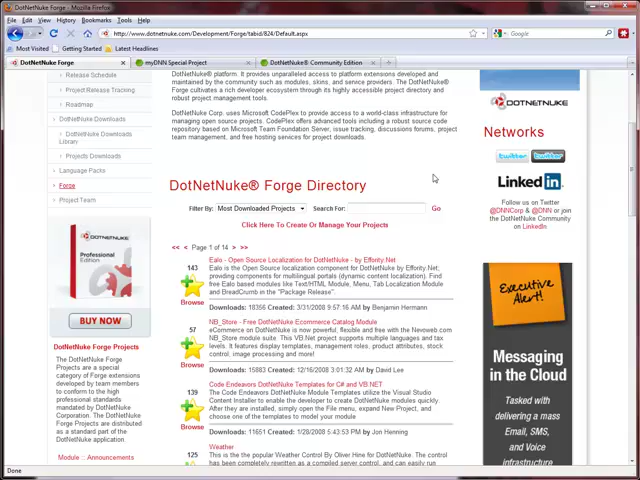 DotNetNuke Forge - Mozilla Firefox
File Edit View History Bookmarks Tools Help
http://www.dotnetnuke.com/Development/Forge/tabid/824/Default.aspx
Google
Most Visited Getting Started Latest Headlines
DotNetNuke Forge
myDNN Special Project
DotNetNuke® Community Edition
Release Schedule
Project Release Tracking
Roadmap
DotNetNuke Downloads
DotNetNuke Downloads
Library
Projects Downloads
Language Packs
Forge
Project Team
DOTNETNUKE
Professional
Edition
BUY NOW
DotNetNuke Forge Projects
The DotNetNuke Forge
Projects are a special
category of Forge extensions
developed by team members
to conform to the high
professional standards
mandated by DotNetNuke
Corporation. The DotNetNuke
Forge Projects are distributed
as a standard part of the
DotNetNuke application.
Module :: Announcements
DotNetNuke® platform. It provides unparalleled access to platform extensions developed and
maintained by the community such as modules, skins, and service providers. The DotNetNuke®
Forge cultivates a rich developer ecosystem through its highly accessible project directory and
robust project management tools.
DotNetNuke Corp. uses Microsoft CodePlex to provide access to a world-class infrastructure for
managing open source projects. CodePlex offers advanced tools including a robust source code
repository based on Microsoft Team Foundation Server, issue tracking, discussions forums, project
team management, and free hosting services for project downloads.
DotNetNuke® Forge Directory
Filter By: Most Downloaded Projects Search For: Go
Click Here To Create Or Manage Your Projects
<< < Page 1 of 14 > >>
143
Browse
Ealo - Open Source Localization for DotNetNuke - by Effority.Net
Ealo is the Open Source localization component for DotNetNuke by Effority.Net;
providing components for multilingual portals (dynamic content localization). Find
free Ealo based modules like Text/HTML Module, Menu, Tab Localization Module
and BreadCrumb in the "Package Release".
Downloads: 18356 Created: 3/31/2008 9:57:16 AM by Benjamin Hermann
57
Browse
NB_Store - Free DotNetNuke Ecommerce Catalog Module
eCommerce on DotNetNuke is now powerful, flexible and free with the Nevoweb com
NB_Store module suite. This VB.Net project supports multiple languages and tax
levels. It features display templates, management roles, product attributes, stock
control, image processing and more!
Downloads: 15883 Created: 12/16/2008 3:01:32 AM by David Lee
139
Browse
Code Endeavors DotNetNuke Templates for C# and VB.NET
The Code Endeavors DotNetNuke Templates utilize the Visual Studio
Content Installer to enable the developer to create DotNetNuke modules quickly.
After they are installed, simply open the File menu, expand New Project, and
choose one of the templates to model your module
Downloads: 11651 Created: 1/28/2008 5:43:53 PM by Jon Henning
125
Weather
This is the the popular Weather Control By Oliver Hine for DotNetNuke. The control
has been completely rewritten as a compiled server control, and can easily run
DOTNETNUKE
Networks
twitter twitter
Linked in
Follow us on Twitter
@DNNCorp & @DNN or join
the DotNetNuke Community
on LinkedIn
Executive
Alert!
Messaging
in the Cloud
Tasked with
delivering a mass
Email, SMS,
and Voice
infrastructure
Done